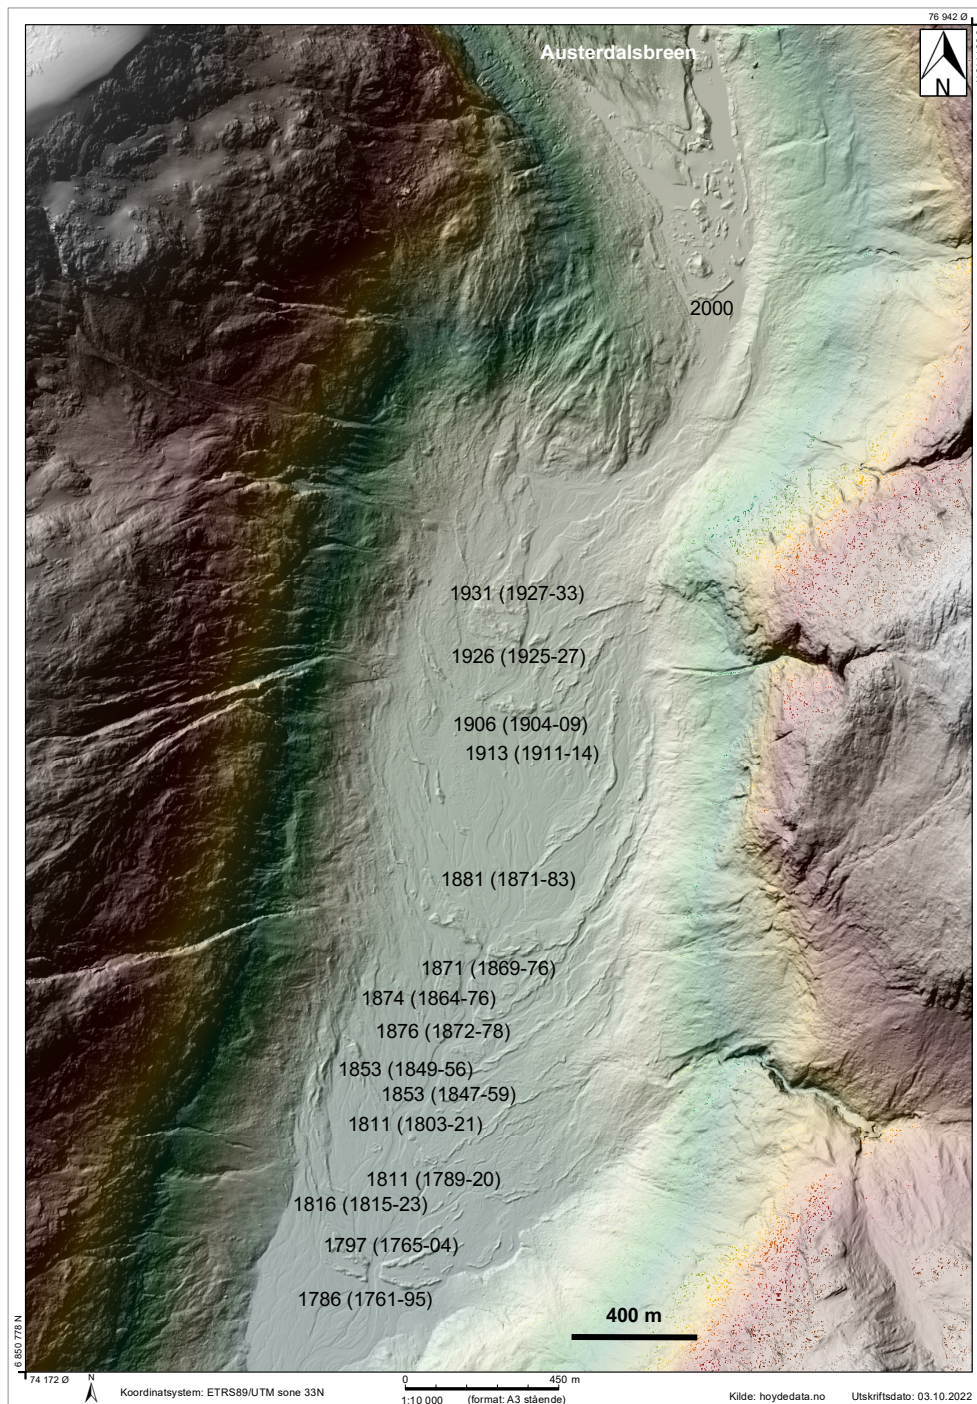 76 942 Ø
Austerdalsbreen
N
2000
1931 (1927-33)
1926 (1925-27)
1906 (1904-09)
1913 (1911-14)
1881 (1871-83)
1871 (1869-76)
1874 (1864-76)
1876 (1872-78)
1853 (1849-56)
1853 (1847-59)
1811 (1803-21)
1811 (1789-20)
1816 (1815-23)
1797 (1765-04)
1786 (1761-95)
400 m
6 850 778 N
74 172 Ø
N
Koordinatsystem: ETRS89/UTM sone 33N
0 450 m
1:10 000 (format: A3 stående)
Kilde: hoydedata.no Utskriftsdato: 03.10.2022